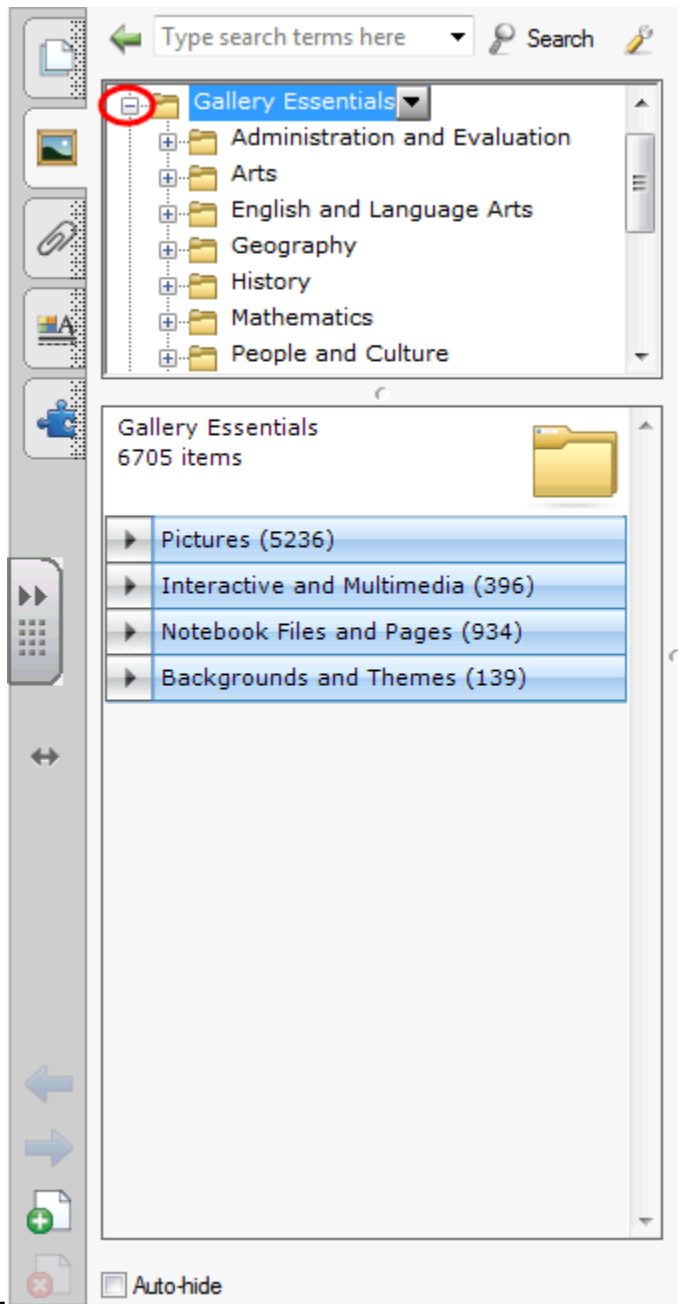 Type search terms here
Search
Gallery Essentials
Administration and Evaluation
Arts
English and Language Arts
Geography
History
Mathematics
People and Culture
A
Gallery Essentials
6705 items
Pictures (5236)
Interactive and Multimedia (396)
Notebook Files and Pages (934)
Backgrounds and Themes (139)
Auto-hide